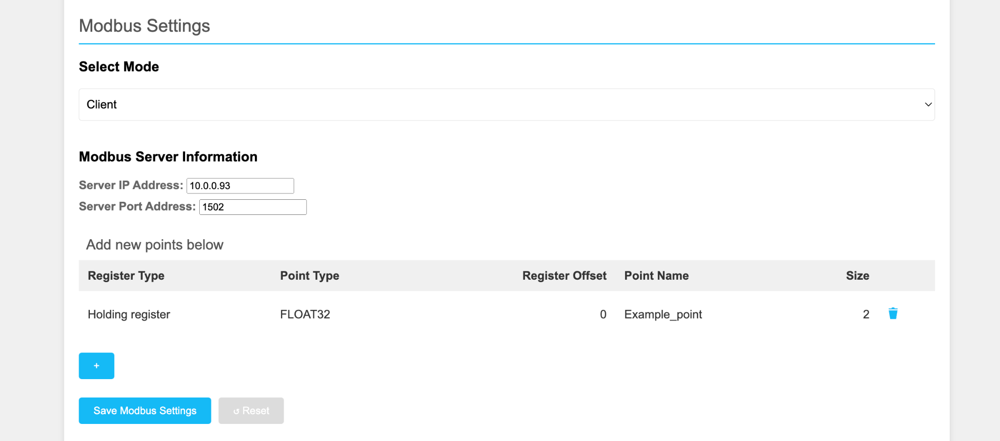 Modbus Settings
Select Mode
Client
Modbus Server Information
Server IP Address: 10.0.0.93
Server Port Address: 1502
Add new points below
Register Type Point Type Register Offset Point Name Size
Holding register FLOAT32 0 Example_point 2
+
Save Modbus Settings ↺ Reset